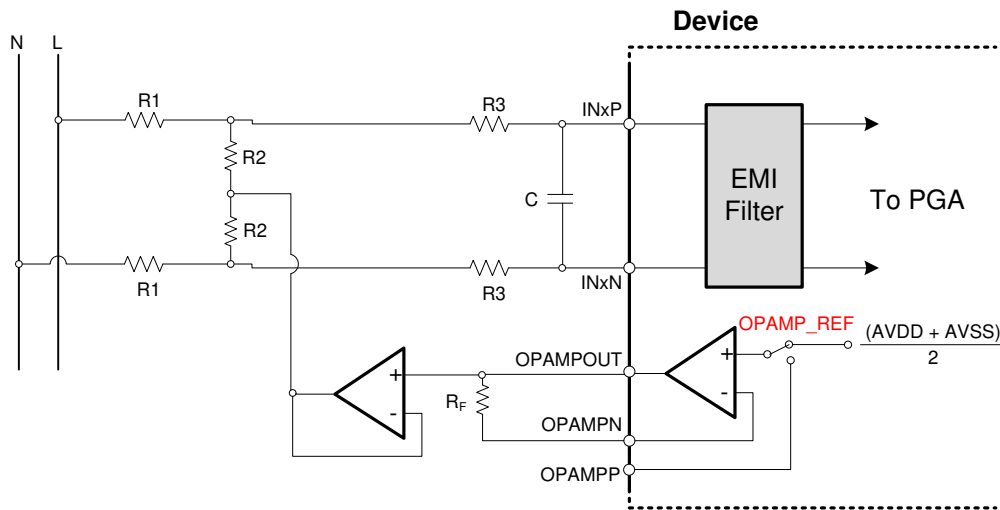 Device
N L
R1
R3
INxP
R2
EMI
Filter
C
To PGA
R2
R1
R3
INxN
OPAMP_REF
(AVDD + AVSS)
2
OPAMPOUT
+
-
+
-
RF
OPAMPN
OPAMPP